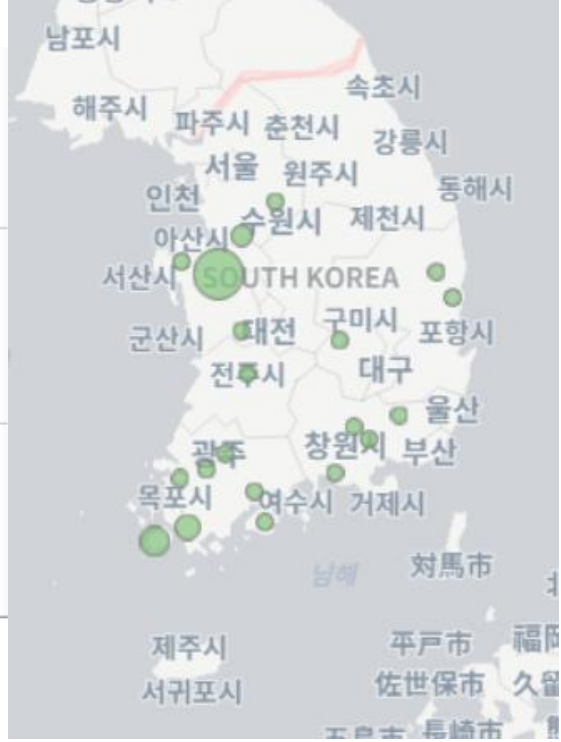 남포시
해주시
속초시
파주시
춘천시
강릉시
서울
원주시
동해시
인천
수원시
제천시
아산시
서산시
SOUTH KOREA
군산시
대전
구미시
포항시
전주시
대구
울산
광주
창원시
부산
목포시
여수시
거제시
남해
対馬市
제주시
平戸市
福岡
서귀포시
佐世保市
久留
五島市
長崎市